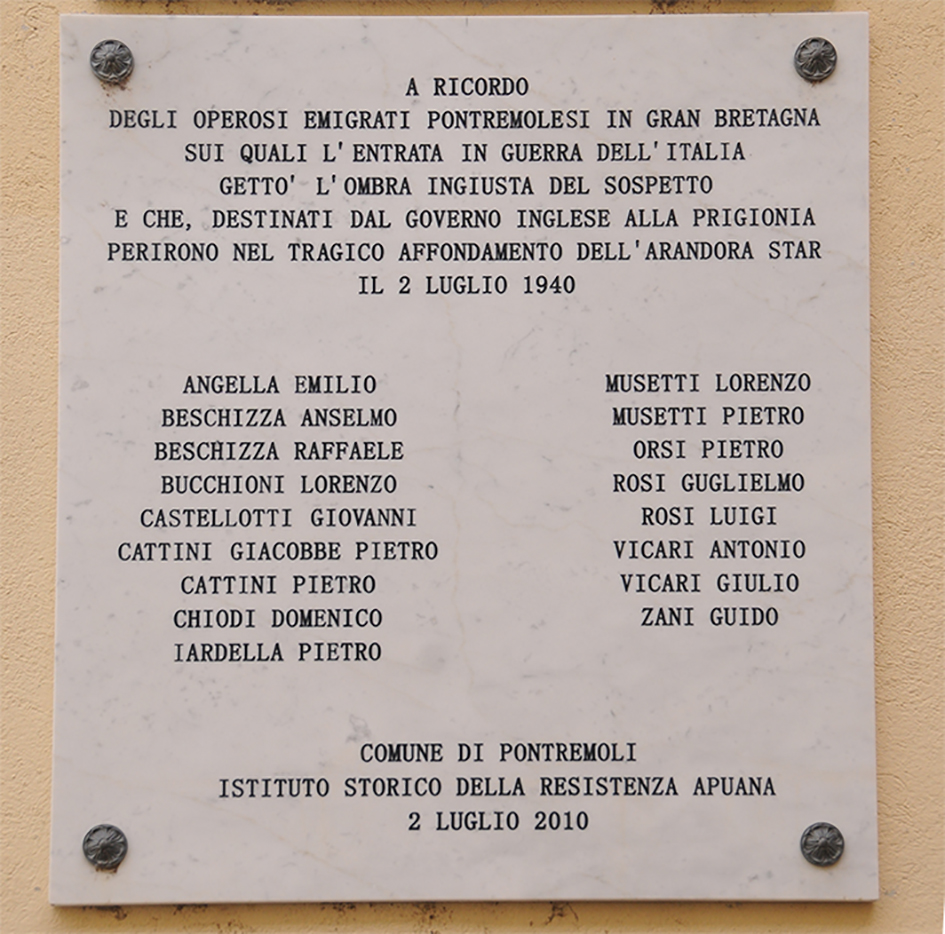 A RICORDO
DEGLI OPEROSI EMIGRATI PONTREMOLESI IN GRAN BRETAGNA
SUI QUALI L'ENTRATA IN GUERRA DELL'ITALIA
GETTO' L'OMBRA INGIUSTA DEL SOSPETTO
E CHE, DESTINATI DAL GOVERNO INGLESE ALLA PRIGIONIA
PERIRONO NEL TRAGICO AFFONDAMENTO DELL'ARANDORA STAR
IL 2 LUGLIO 1940
ANGELLA EMILIO
BESCHIZZA ANSELMO
BESCHIZZA RAFFAELE
BUCCHIONI LORENZO
CASTELLOTTI GIOVANNI
CATTINI GIACOBBE PIETRO
CATTINI PIETRO
CHIODI DOMENICO
IARDELLA PIETRO
MUSETTI LORENZO
MUSETTI PIETRO
ORSI PIETRO
ROSI GUGLIELMO
ROSI LUIGI
VICARI ANTONIO
VICARI GIULIO
ZANI GUIDO
COMUNE DI PONTREMOLI
ISTITUTO STORICO DELLA RESISTENZA APUANA
2 LUGLIO 2010